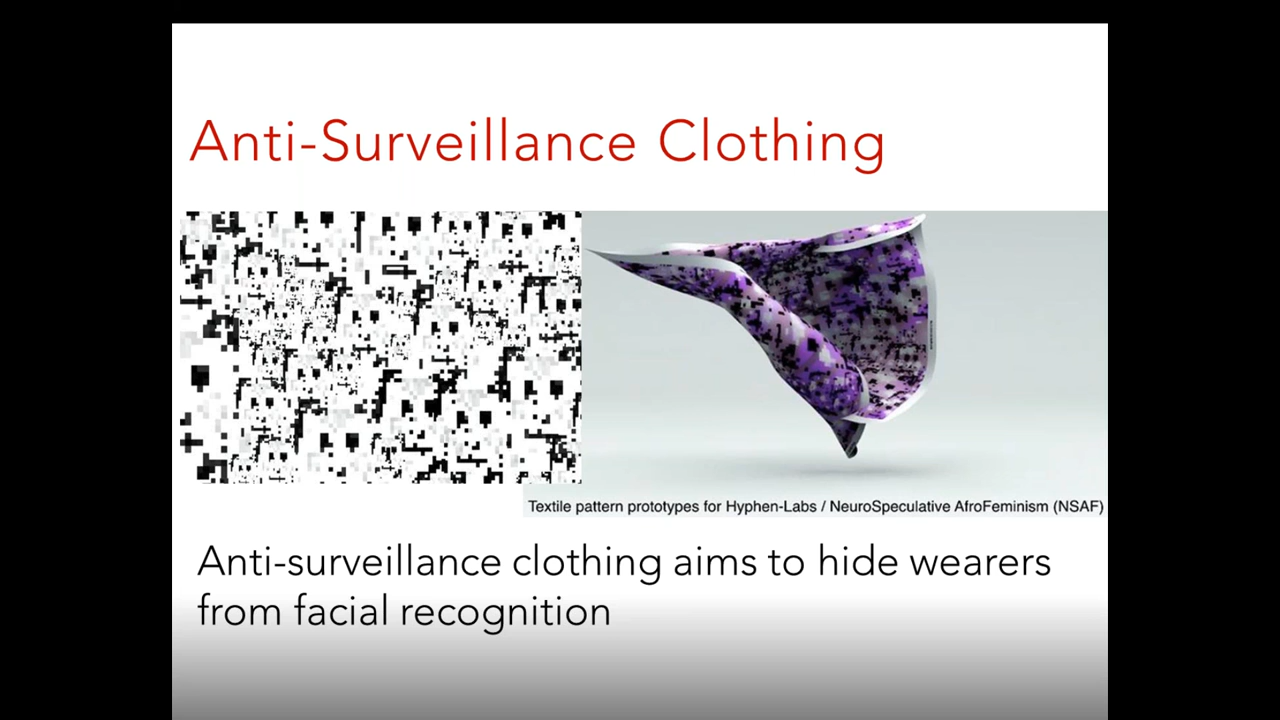 Anti-Surveillance Clothing
Textile pattern prototypes for Hyphen-Labs / NeuroSpeculative AfroFeminism (NSAF)
Anti-surveillance clothing aims to hide wearers
from facial recognition